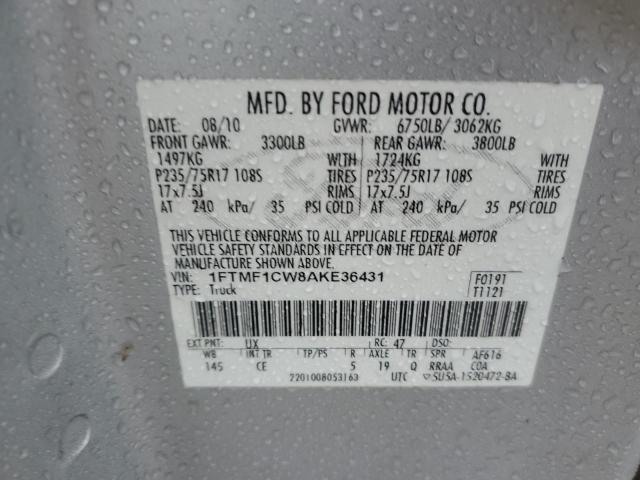 MFD. BY FORD MOTOR CO.
DATE: 08/10 GVWR: 6750LB/ 3062KG
FRONT GAWR: 3300LB REAR GAWR: 3800LB
1497KG WITH 1724KG WITH
P235/75R17 108S TIRES P235/75R17 108S TIRES
17x7.5J RIMS 17x7.5J RIMS
AT 240 kPa/ 35 PSI COLD AT 240 kPa/ 35 PSI COLD
THIS VEHICLE CONFORMS TO ALL APPLICABLE FEDERAL MOTOR
VEHICLE SAFETY STANDARDS IN EFFECT ON THE DATE OF
MANUFACTURE SHOWN ABOVE.
VIN: 1FTMF1CW8AKE36431 F0191
TYPE: Truck T1121
EXT PNT: UX RC: 47 DSO:
WB INT TR TP/PS R AXLE TR SPR AF616
145 CE 5 19 Q RRAA COA
2201008053163 UTC ▽5U5A-1520472-BA